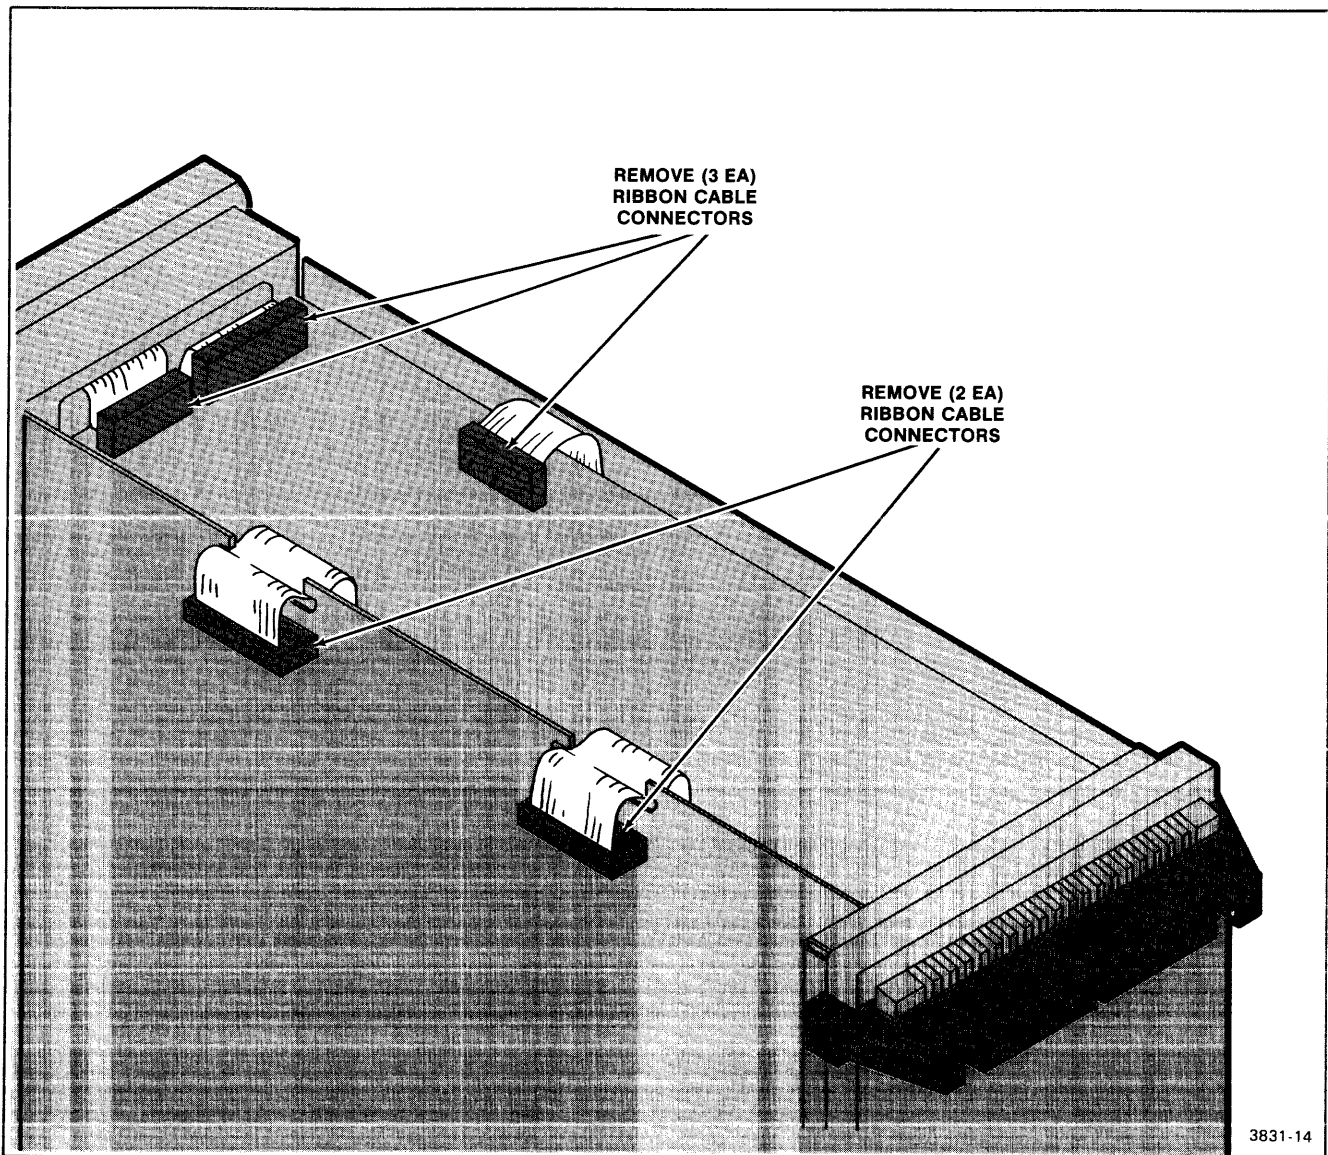 REMOVE (3 EA)
RIBBON CABLE
CONNECTORS
REMOVE (2 EA)
RIBBON CABLE
CONNECTORS
3831-14